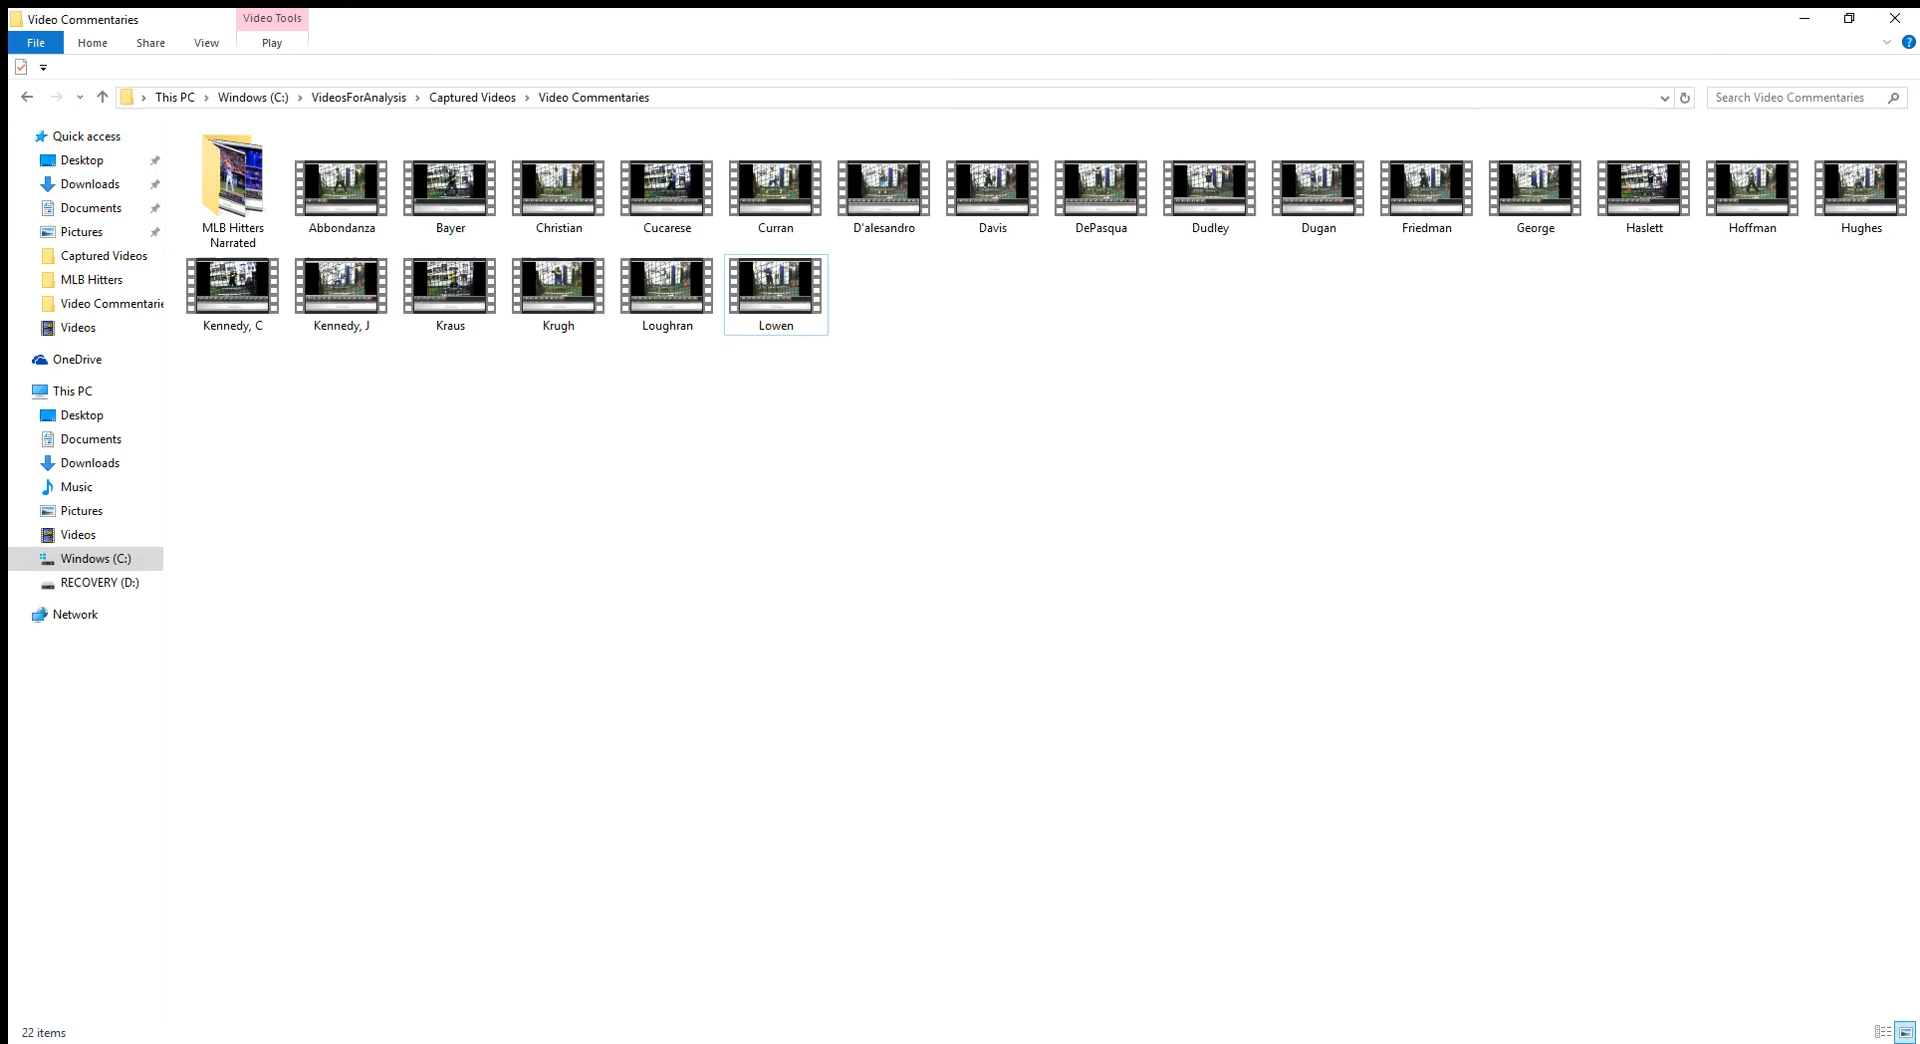 Video Commentaries
Video Tools
File
Home
Share
View
Play
This PC
Windows (C:)
VideosForAnalysis
Captured Videos
Video Commentaries
Search Video Commentaries
Quick access
Desktop
Downloads
Documents
Pictures
Captured Videos
MLB Hitters
Video Commentarie
Videos
OneDrive
This PC
Desktop
Documents
Downloads
Music
Pictures
Videos
Windows (C:)
RECOVERY (D:)
Network
MLB Hitters
Narrated
Abbondanza
Bayer
Christian
Cucarese
Curran
D'alesandro
Davis
DePasqua
Dudley
Dugan
Friedman
George
Haslett
Hoffman
Hughes
Kennedy, C
Kennedy, J
Kraus
Krugh
Loughran
Lowen
22 items